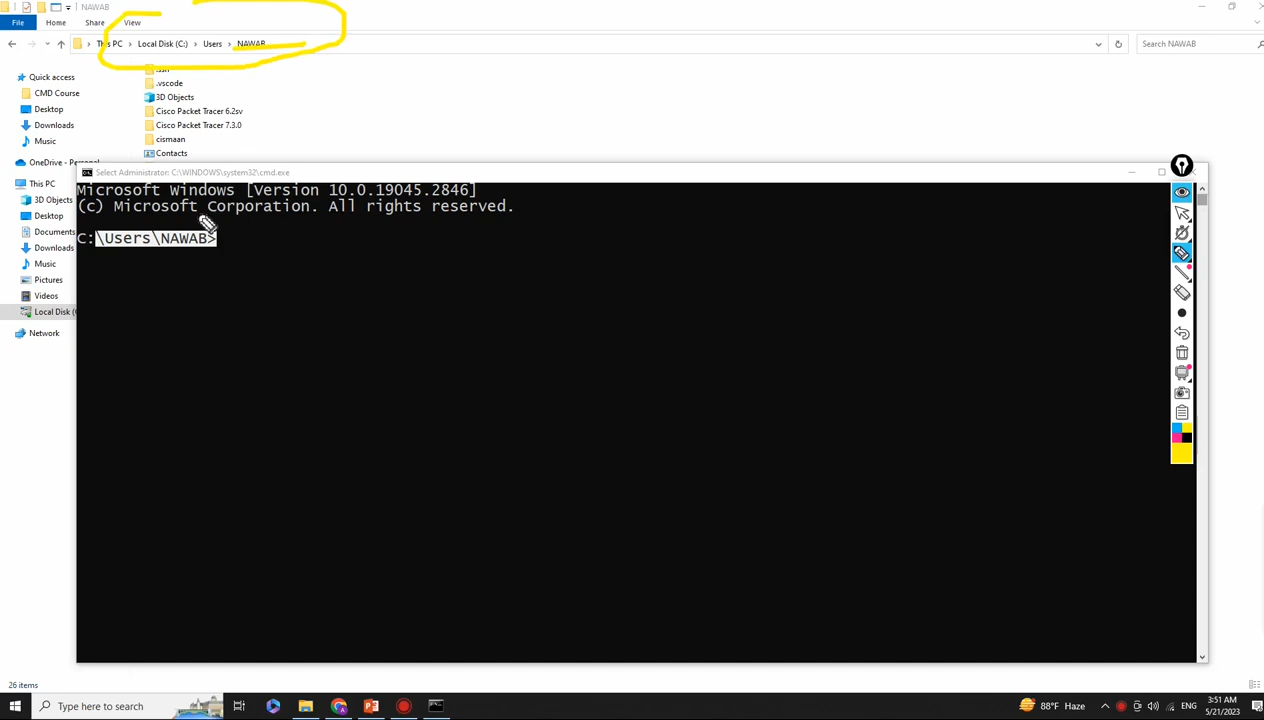 NAWAB
File Home Share View
This PC Local Disk (C:) Users NAWAB
Search NAWAB
Quick access
CMD Course
Desktop
Downloads
Music
OneDrive - Personal
This PC
3D Objects
Desktop
Documents
Downloads
Music
Pictures
Videos
Local Disk (
Network
.ssh
.vscode
3D Objects
Cisco Packet Tracer 6.2sv
Cisco Packet Tracer 7.3.0
cismaan
Contacts
Select Administrator: C:\WINDOWS\system32\cmd.exe
Microsoft Windows [Version 10.0.19045.2846]
(c) Microsoft Corporation. All rights reserved.
C:\Users\NAWAB>
26 items
Type here to search
88°F Haze
ENG
3:51 AM
5/21/2023